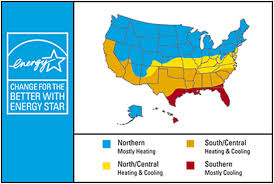 energy
CHANGE FOR THE
BETTER WITH
ENERGY STAR
Northern
Mostly Heating
South/Central
Heating & Cooling
North/Central
Heating & Cooling
Southern
Mostly Cooling